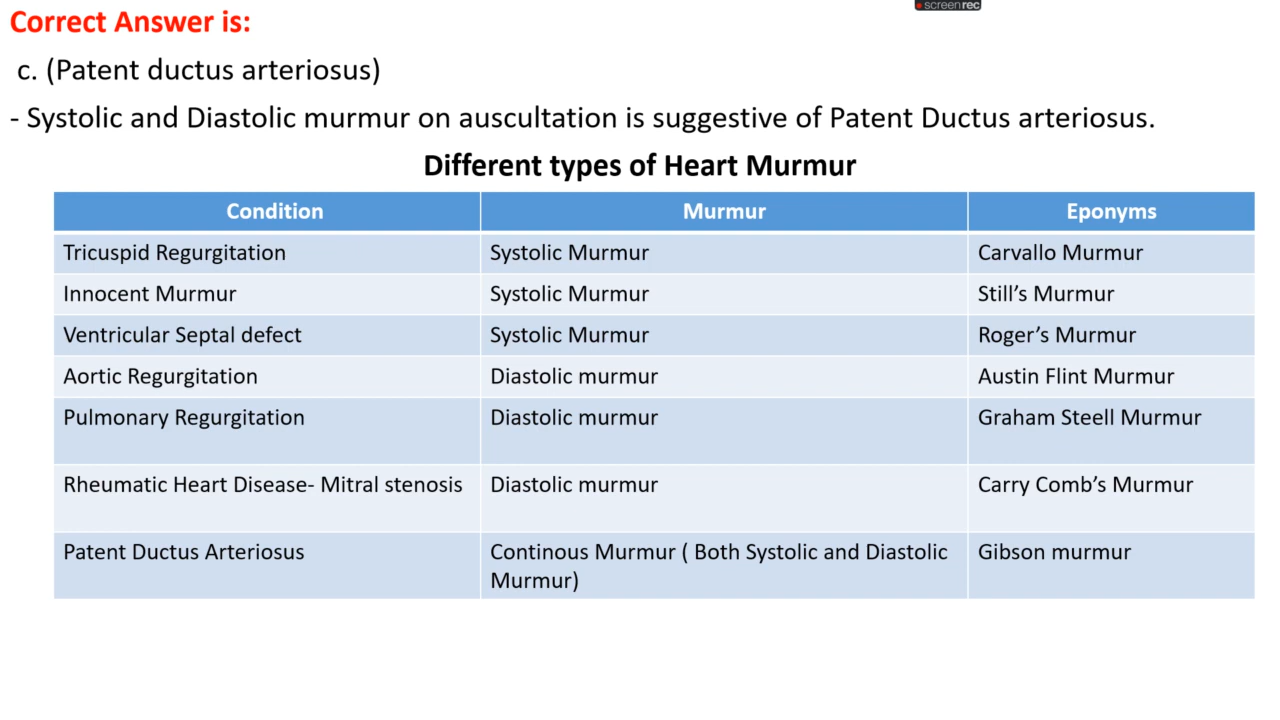 screenrec
Correct Answer is:
c. (Patent ductus arteriosus)
- Systolic and Diastolic murmur on auscultation is suggestive of Patent Ductus arteriosus.
Different types of Heart Murmur
Condition Murmur Eponyms
Tricuspid Regurgitation Systolic Murmur Carvallo Murmur
Innocent Murmur Systolic Murmur Still's Murmur
Ventricular Septal defect Systolic Murmur Roger's Murmur
Aortic Regurgitation Diastolic murmur Austin Flint Murmur
Pulmonary Regurgitation Diastolic murmur Graham Steell Murmur
Rheumatic Heart Disease- Mitral stenosis Diastolic murmur Carry Comb's Murmur
Patent Ductus Arteriosus Continous Murmur ( Both Systolic and Diastolic Gibson murmur
Murmur)